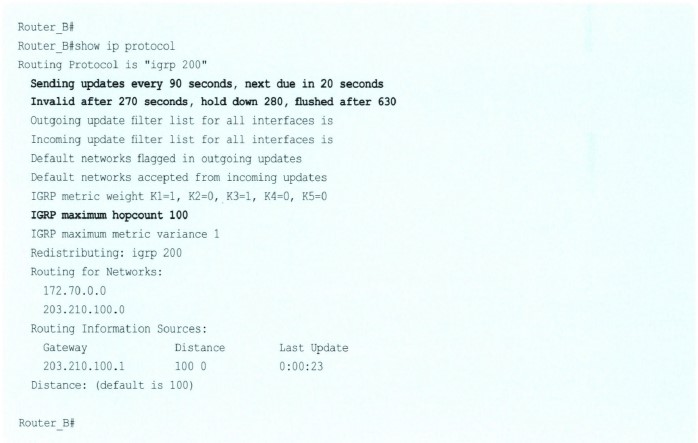 Router_B#
Router_B#show ip protocol
Routing Protocol is "igrp 200"
Sending updates every 90 seconds, next due in 20 seconds
Invalid after 270 seconds, hold down 280, flushed after 630
Outgoing update filter list for all interfaces is
Incoming update filter list for all interfaces is
Default networks flagged in outgoing updates
Default networks accepted from incoming updates
IGRP metric weight K1=1, K2=0, K3=1, K4=0, K5=0
IGRP maximum hopcount 100
IGRP maximum metric variance 1
Redistributing: igrp 200
Routing for Networks:
172.70.0.0
203.210.100.0
Routing Information Sources:
Gateway Distance Last Update
203.210.100.1 100 0 0:00:23
Distance: (default is 100)
Router_B#